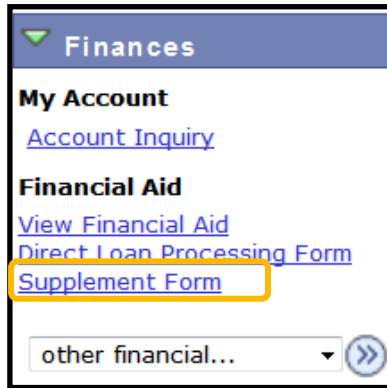 Finances
My Account
Account Inquiry
Financial Aid
View Financial Aid
Direct Loan Processing Form
Supplement Form
other financial...